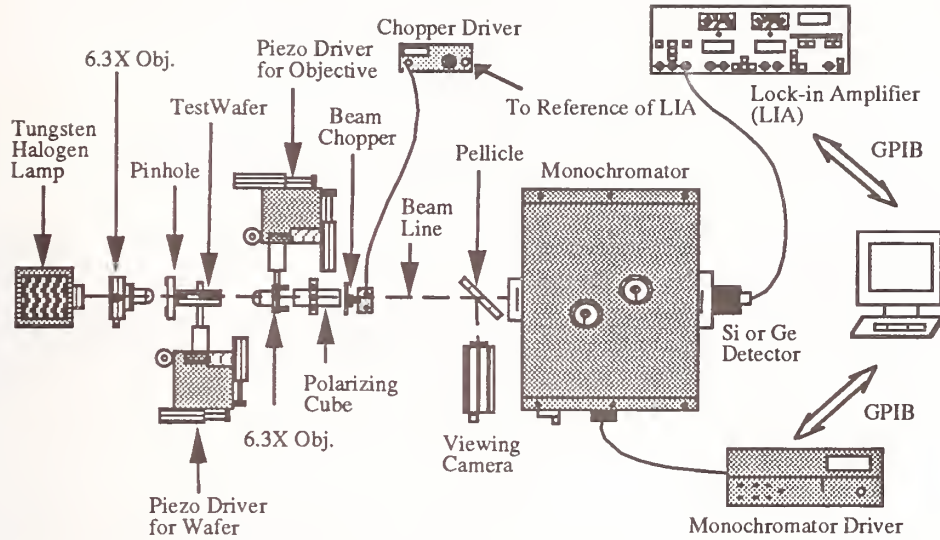 Chopper Driver
6.3X Obj.
Piezo Driver
for Objective
TestWafer
Beam
Chopper
To Reference of LIA
Lock-in Amplifier
(LIA)
Tungsten
Halogen
Lamp
Pinhole
Pellicle
Monochromator
GPIB
Beam
Line
Si or Ge
Detector
Polarizing
Cube
6.3X Obj.
Viewing
Camera
GPIB
Piezo Driver
for Wafer
Monochromator Driver